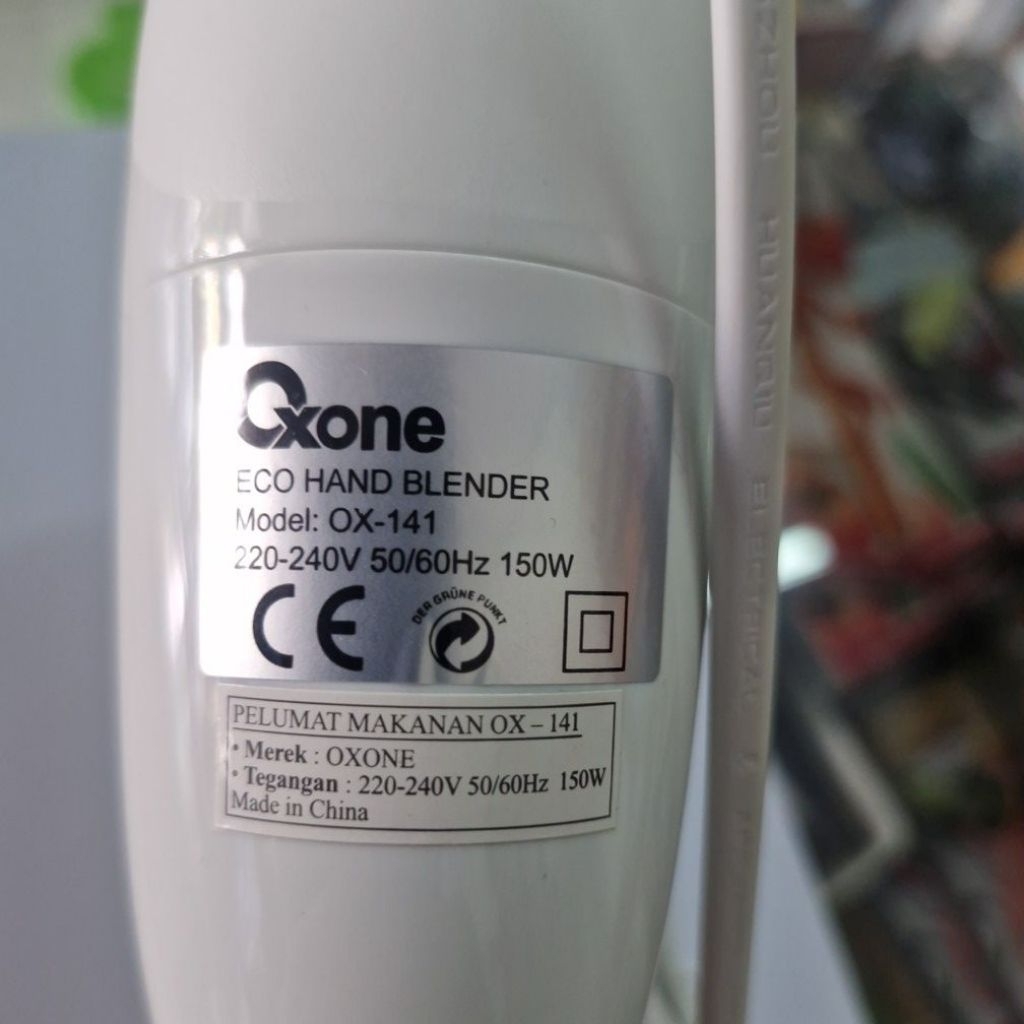 Oxone
ECO HAND BLENDER
Model: OX-141
220-240V 50/60Hz 150W
CE
DER GRÜNE PUNKT
PELUMAT MAKANAN OX – 141
• Merek : OXONE
• Tegangan : 220-240V 50/60Hz 150W
Made in China